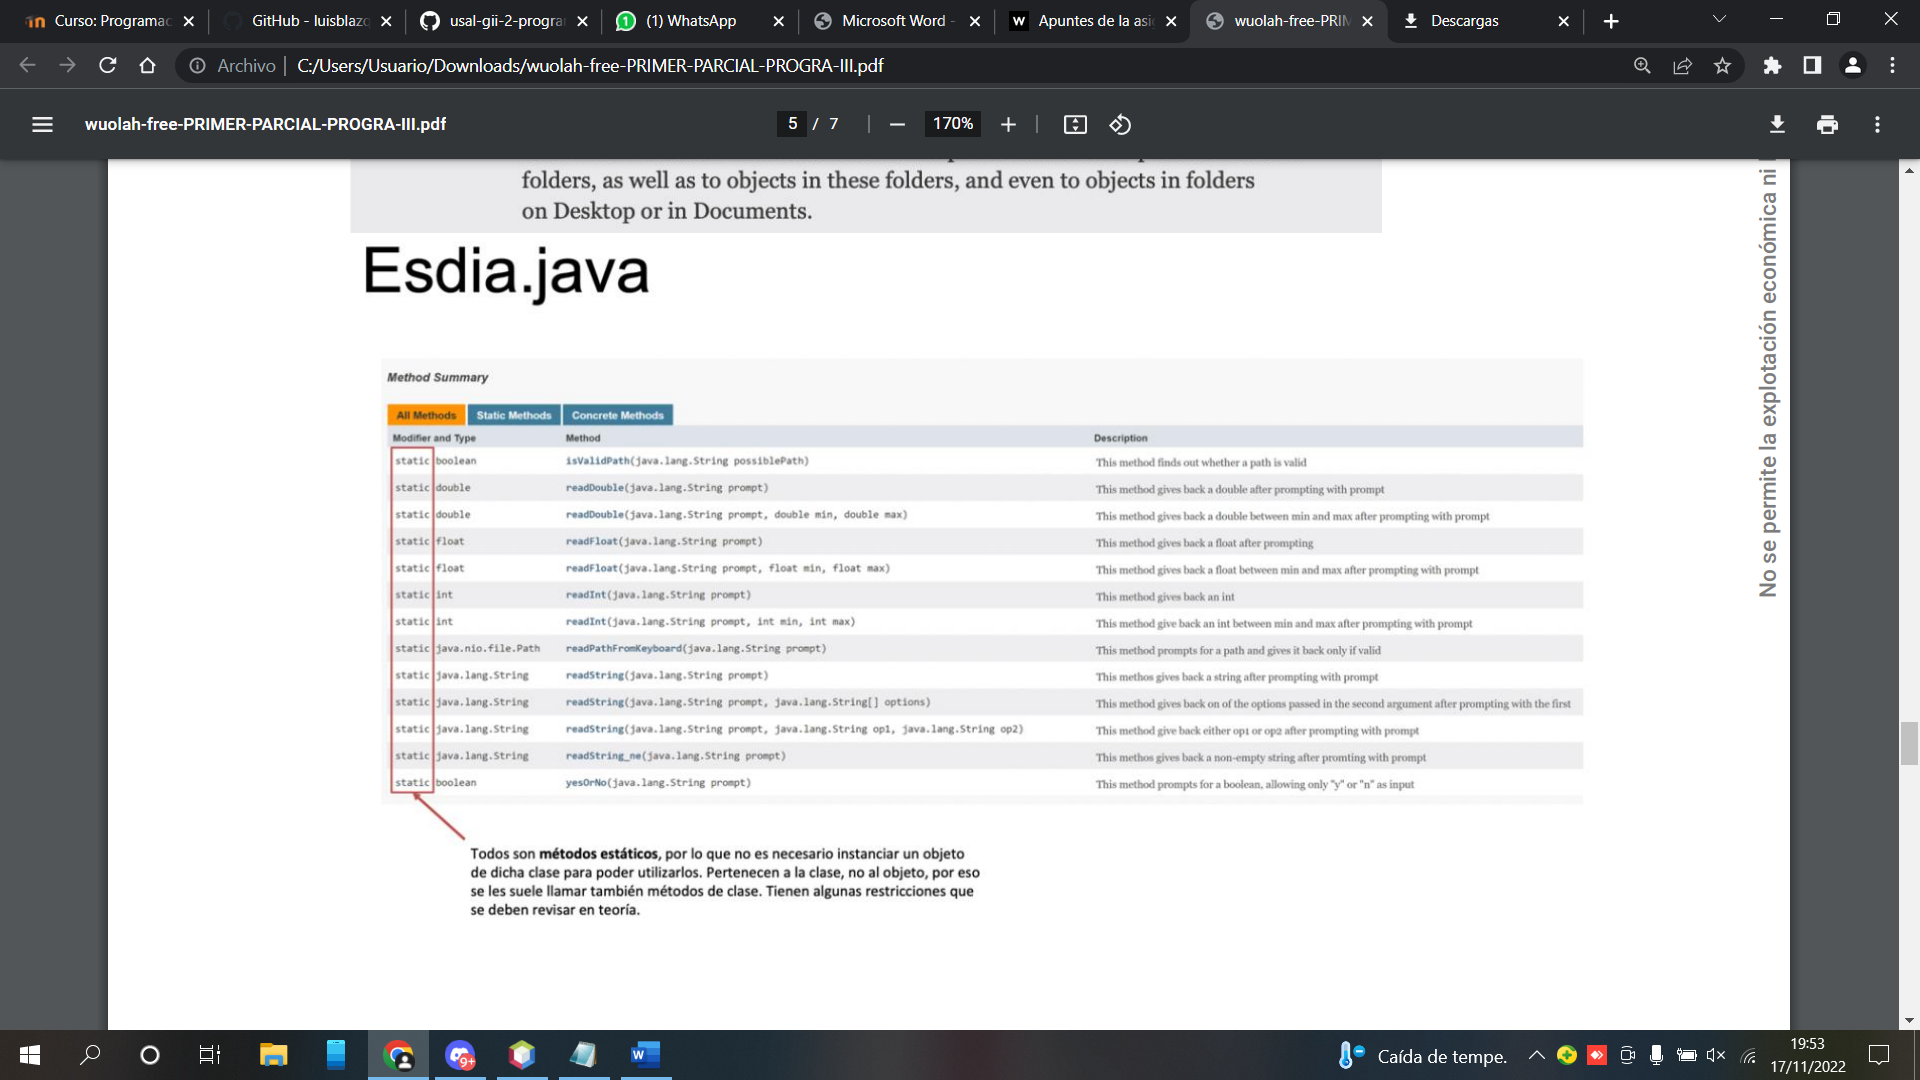 Curso: Programac
GitHub - luisblazq
usal-gii-2-progra
(1) WhatsApp
Microsoft Word -
Apuntes de la asi
wuolah-free-PRIM
Descargas
Archivo
C:/Users/Usuario/Downloads/wuolah-free-PRIMER-PARCIAL-PROGRA-III.pdf
wuolah-free-PRIMER-PARCIAL-PROGRA-III.pdf
5 / 7
170%
folders, as well as to objects in these folders, and even to objects in folders
on Desktop or in Documents.
Esdia.java
Method Summary
All Methods Static Methods Concrete Methods
Modifier and Type Method Description
static boolean isValidPath(java.lang.String possiblePath) This method finds out whether a path is valid
static double readDouble(java.lang.String prompt) This method gives back a double after prompting with prompt
static double readDouble(java.lang.String prompt, double min, double max) This method gives back a double between min and max after prompting with prompt
static float readFloat(java.lang.String prompt) This method gives back a float after prompting
static float readFloat(java.lang.String prompt, float min, float max) This method gives back a float between min and max after prompting with prompt
static int readInt(java.lang.String prompt) This method gives back an int
static int readInt(java.lang.String prompt, int min, int max) This method give back an int between min and max after prompting with prompt
static java.nio.file.Path readPathFromKeyboard(java.lang.String prompt) This method prompts for a path and gives it back only if valid
static java.lang.String readString(java.lang.String prompt) This methos gives back a string after prompting with prompt
static java.lang.String readString(java.lang.String prompt, java.lang.String[] options) This method gives back on of the options passed in the second argument after prompting with the first
static java.lang.String readString(java.lang.String prompt, java.lang.String op1, java.lang.String op2) This method give back either op1 or op2 after prompting with prompt
static java.lang.String readString_ne(java.lang.String prompt) This methos gives back a non-empty string after promting with prompt
static boolean yesOrNo(java.lang.String prompt) This method prompts for a boolean, allowing only "y" or "n" as input
Todos son métodos estáticos, por lo que no es necesario instanciar un objeto
de dicha clase para poder utilizarlos. Pertenecen a la clase, no al objeto, por eso
se les suele llamar también métodos de clase. Tienen algunas restricciones que
se deben revisar en teoría.
No se permite la explotación económica ni
9+
Caída de tempe.
19:53
17/11/2022